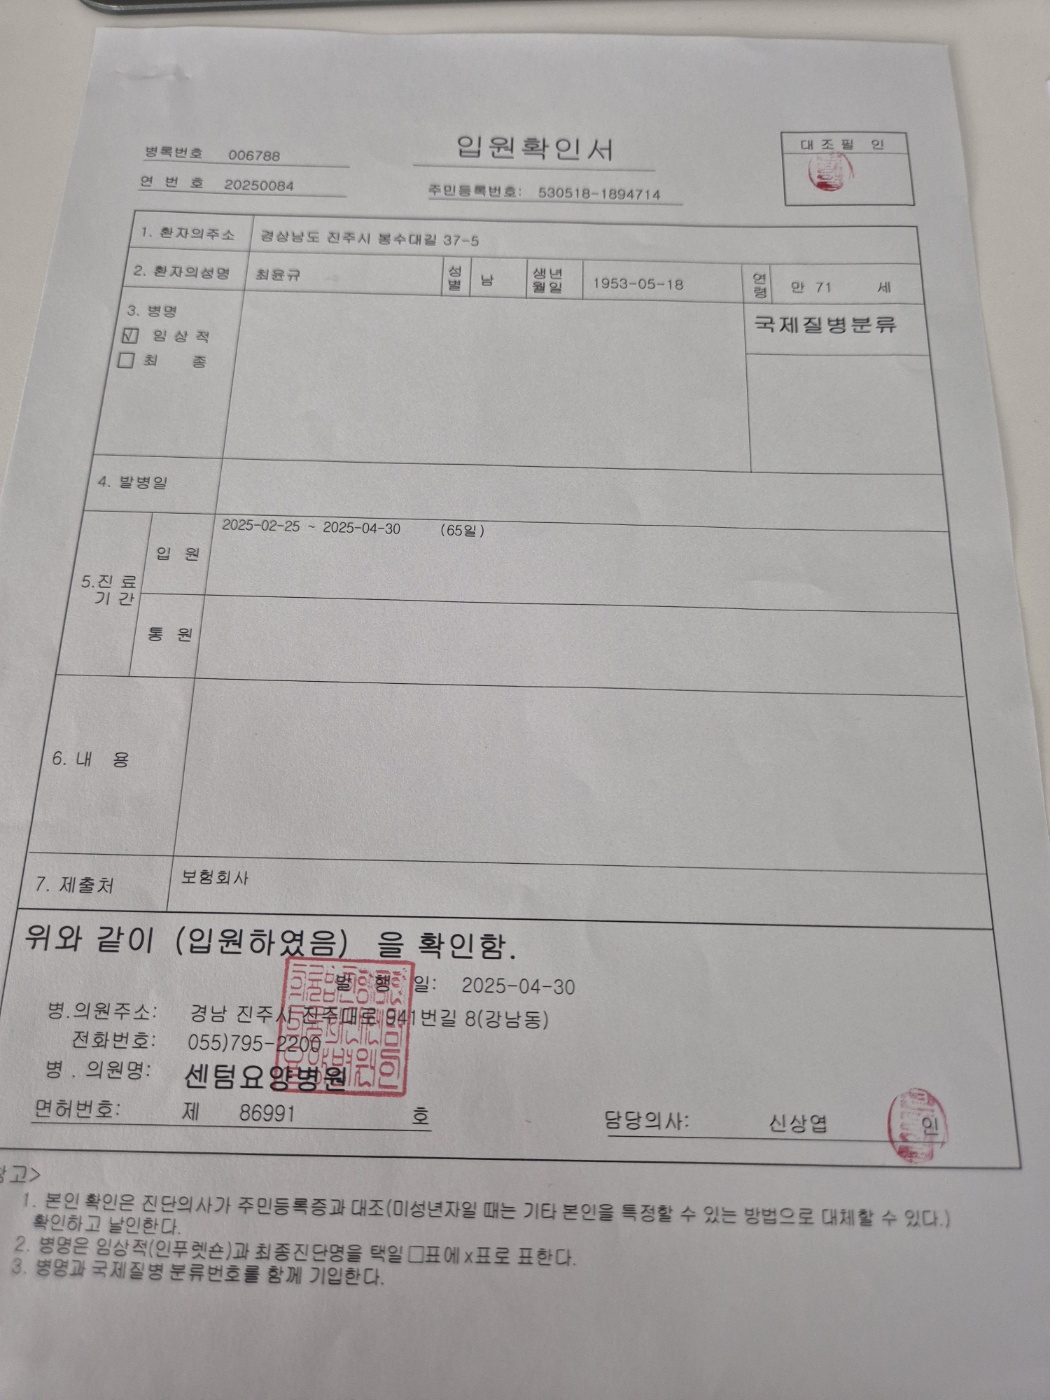 입원확인서
병록번호 006788
연 번 호 20250084
주민등록번호: 530518-1894714
대 조 필 인
1. 환자의주소 경상남도 진주시 봉수대길 37-5
2. 환자의성명 최윤규 성별 남 생년월일 1953-05-18 연령 만 71 세
3. 병명
임 상 적
최 종
국제질병분류
4. 발병일
5.진 료 기 간
입 원 2025-02-25 ~ 2025-04-30 (65일)
통 원
6. 내 용
7. 제출처 보험회사
위와 같이 (입원하였음) 을 확인함.
발 행 일: 2025-04-30
병.의원주소: 경남 진주시 진주대로 941번길 8(강남동)
전화번호: 055)795-2200
병 . 의원명: 센텀요양병원
면허번호: 제 86991 호 담당의사: 신상엽 인
고>
1. 본인 확인은 진단의사가 주민등록증과 대조(미성년자일 때는 기타 본인을 특정할 수 있는 방법으로 대체할 수 있다.)
확인하고 날인한다.
2. 병명은 임상적(인푸렛숀)과 최종진단명을 택일 □표에 x표로 표한다.
3. 병명과 국제질병 분류번호를 함께 기입한다.